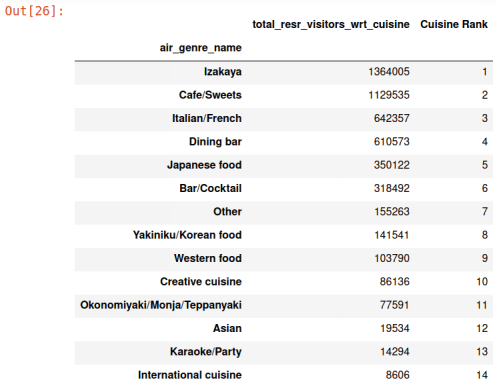 Out[26]:
total_resr_visitors_wrt_cuisine Cuisine Rank
air_genre_name
Izakaya 1364005 1
Cafe/Sweets 1129535 2
Italian/French 642357 3
Dining bar 610573 4
Japanese food 350122 5
Bar/Cocktail 318492 6
Other 155263 7
Yakiniku/Korean food 141541 8
Western food 103790 9
Creative cuisine 86136 10
Okonomiyaki/Monja/Teppanyaki 77591 11
Asian 19534 12
Karaoke/Party 14294 13
International cuisine 8606 14